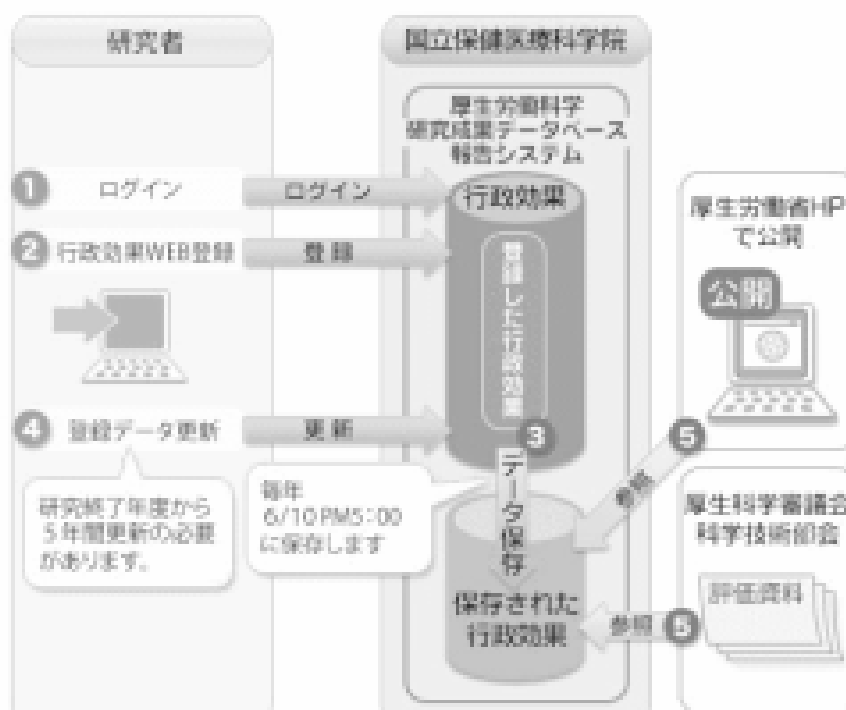 研究者
国立保健医療科学院
厚生労働科学
研究成果データベース
報告システム
1 ログイン
ログイン
行政効果
2 行政効果WEB登録
登録
登録した行政効果
厚生労働省HP
で公開
公開
4 登録データ更新
更新
3
データ保存
5
参照
研究終了年度から
5年間更新の必要
があります。
毎年
6/10 PM5:00
に保存します
保存された
行政効果
参照
5
厚生科学審議会
科学技術部会
評価資料